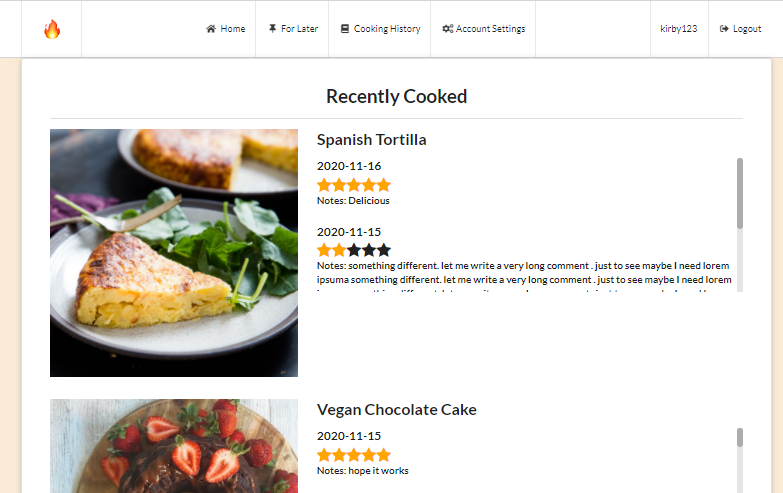 Home
For Later
Cooking History
Account Settings
kirby123
Logout
Recently Cooked
Spanish Tortilla
2020-11-16
Notes: Delicious
2020-11-15
Notes: something different. let me write a very long comment . just to see maybe I need lorem
ipsuma something different. let me write a very long comment . just to see maybe I need lorem
Vegan Chocolate Cake
2020-11-15
Notes: hope it works